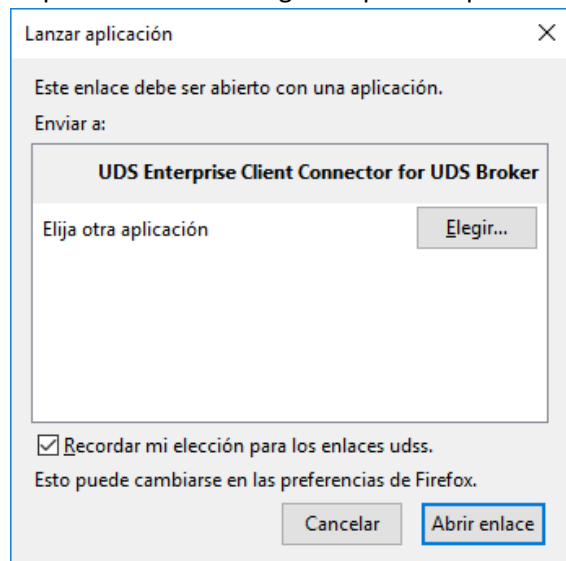 Lanzar aplicación
Este enlace debe ser abierto con una aplicación.
Enviar a:
UDS Enterprise Client Connector for UDS Broker
Elija otra aplicación
Elegir...
Recordar mi elección para los enlaces udss.
Esto puede cambiarse en las preferencias de Firefox.
Cancelar
Abrir enlace